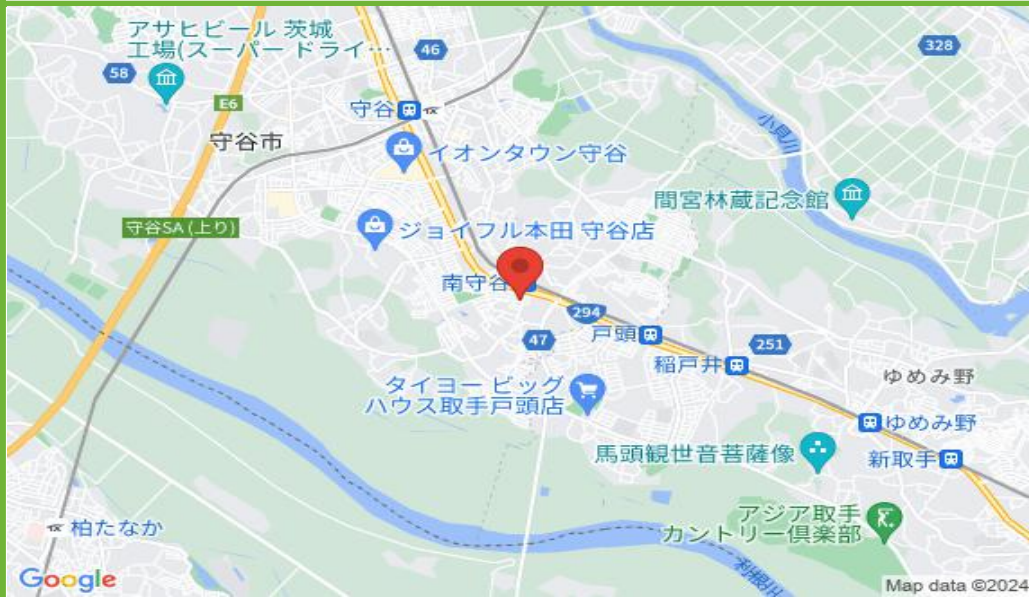 アサヒビール 茨城
工場(スーパー ドライ…
46
328
58
E6
守谷
小貝川
守谷市
イオンタウン守谷
間宮林蔵記念館
守谷SA (上り)
ジョイフル本田 守谷店
南守谷
294
47
戸頭
251
稲戸井
ゆめみ野
タイヨー ビッグ
ハウス取手戸頭店
ゆめみ野
馬頭観世音菩薩像
新取手
アジア取手
カントリー倶楽部
柏たなか
利根川
Google
Map data ©2024